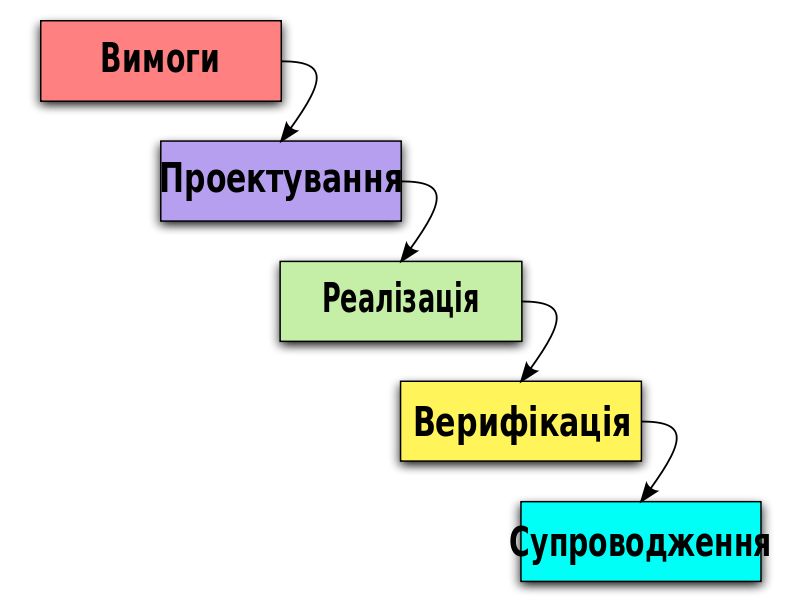 Вимоги
Проектування
Реалізація
Верифікація
Супроводження